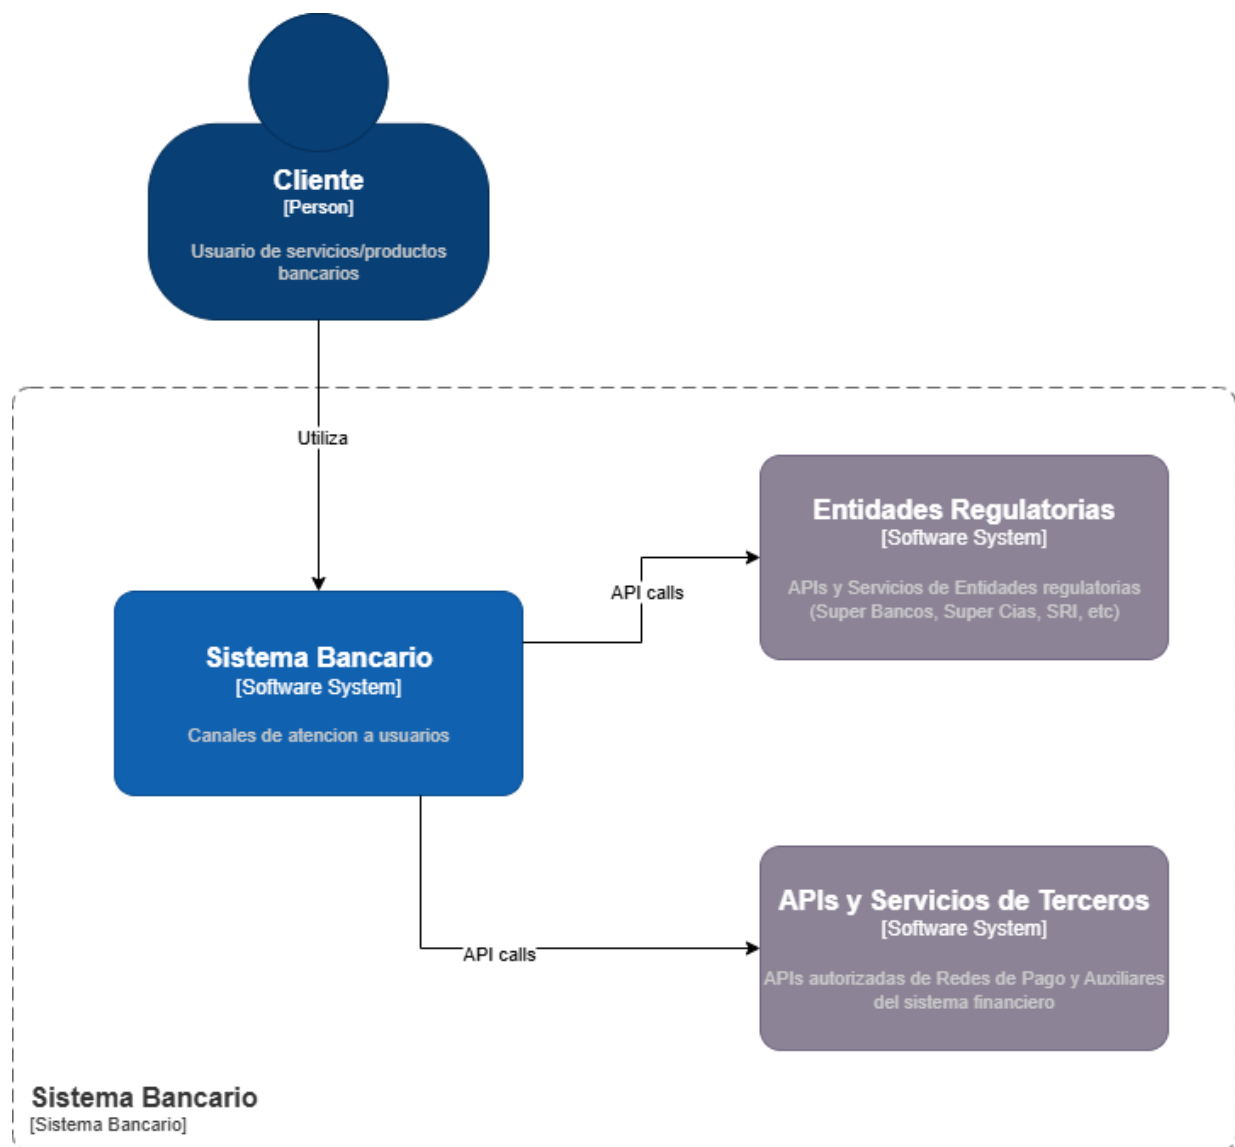 Cliente
[Person]
Usuario de servicios/productos
bancarios
Utiliza
Entidades Regulatorias
[Software System]
APIs y Servicios de Entidades regulatorias
(Super Bancos, Super Cias, SRI, etc)
API calls
Sistema Bancario
[Software System]
Canales de atencion a usuarios
APIs y Servicios de Terceros
[Software System]
APIs autorizadas de Redes de Pago y Auxiliares
del sistema financiero
API calls
Sistema Bancario
[Sistema Bancario]